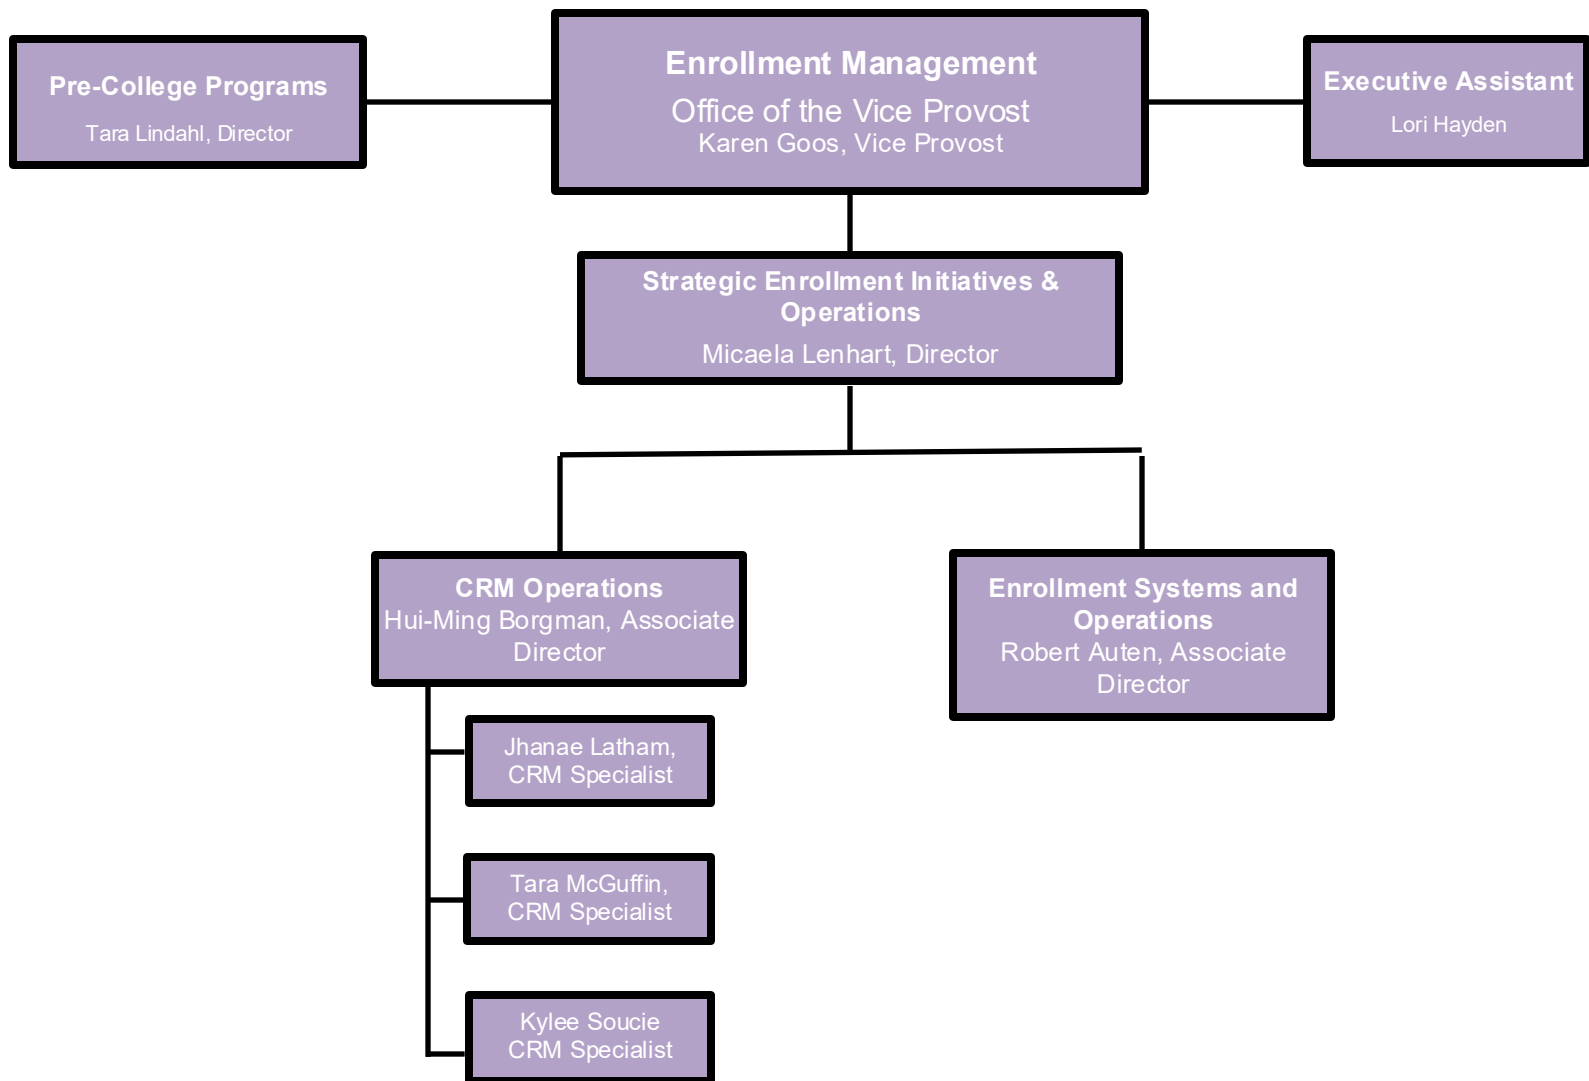 Pre-College Programs
Tara Lindahl, Director
Enrollment Management
Office of the Vice Provost
Karen Goos, Vice Provost
Executive Assistant
Lori Hayden
Strategic Enrollment Initiatives &
Operations
Micaela Lenhart, Director
CRM Operations
Hui-Ming Borgman, Associate
Director
Enrollment Systems and
Operations
Robert Auten, Associate
Director
Jhanae Latham,
CRM Specialist
Tara McGuffin,
CRM Specialist
Kylee Soucie
CRM Specialist